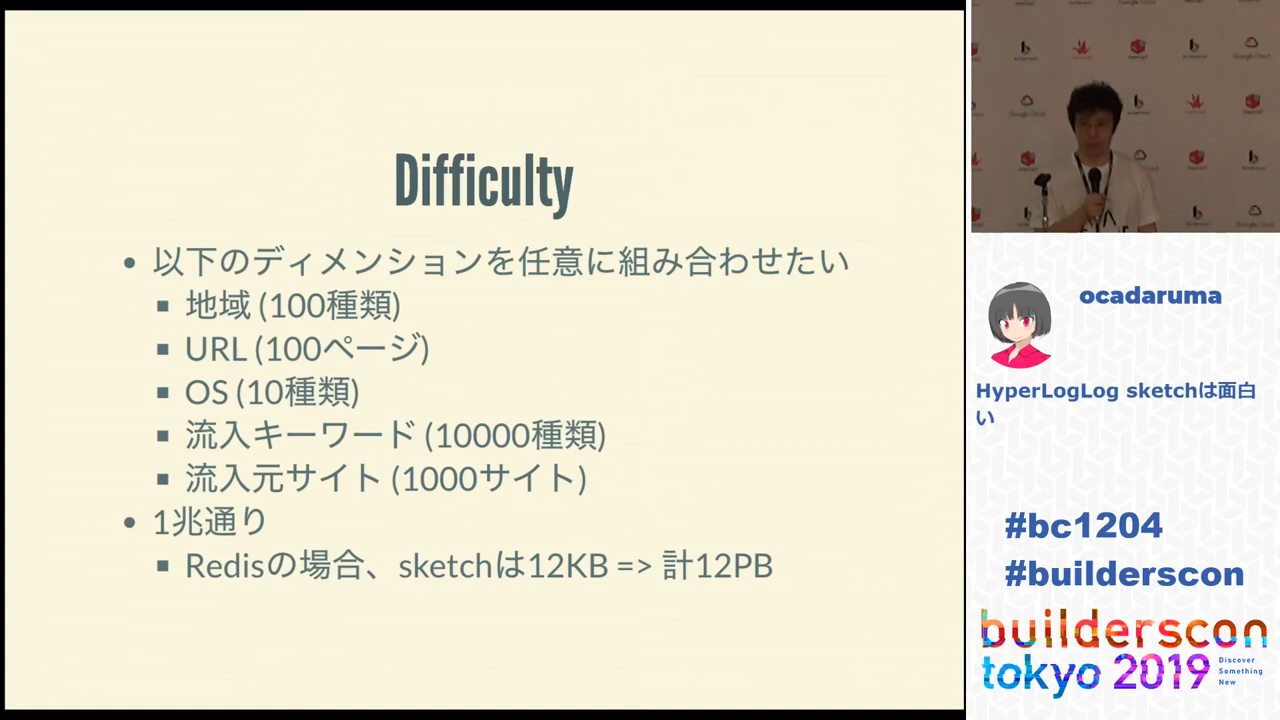 Difficulty
以下のディメンションを任意に組み合わせたい
地域 (100種類)
URL (100ページ)
OS (10種類)
流入キーワード (10000種類)
流入元サイト (1000サイト)
1兆通り
Redisの場合、sketchは12KB => 計12PB
ocadaruma
HyperLogLog sketchは面白
い
#bc1204
#builderscon
builderscon
tokyo 2019
Discover
Something
New